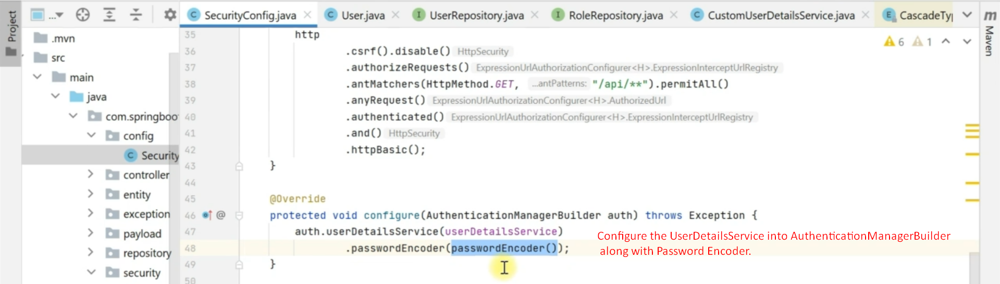 Project
...
SecurityConfig.java
User.java
UserRepository.java
RoleRepository.java
CustomUserDetailsService.java
Maven
.mvn
src
main
java
config
Security
controller
entity
exception
payload
repository
security
6 1
35 http
36 .csrf().disable() HttpSecurity
37 .authorizeRequests() ExpressionUrlAuthorizationConfigurer<H>.ExpressionInterceptUrlRegistry
38 .antMatchers(HttpMethod.GET, ...antPatterns: "/api/**").permitAll()
39 .anyRequest() ExpressionUrlAuthorizationConfigurer<H>.AuthorizedUrl
40 .authenticated() ExpressionUrlAuthorizationConfigurer<H>.ExpressionInterceptUrlRegistry
41 .and() HttpSecurity
42 .httpBasic();
43 }
44
45 @Override
46 @ protected void configure(AuthenticationManagerBuilder auth) throws Exception {
47 auth.userDetailsService(userDetailsService)
48 .passwordEncoder(passwordEncoder());
49 }
50
Configure the UserDetailsService into AuthenticationManagerBuilder
along with Password Encoder.